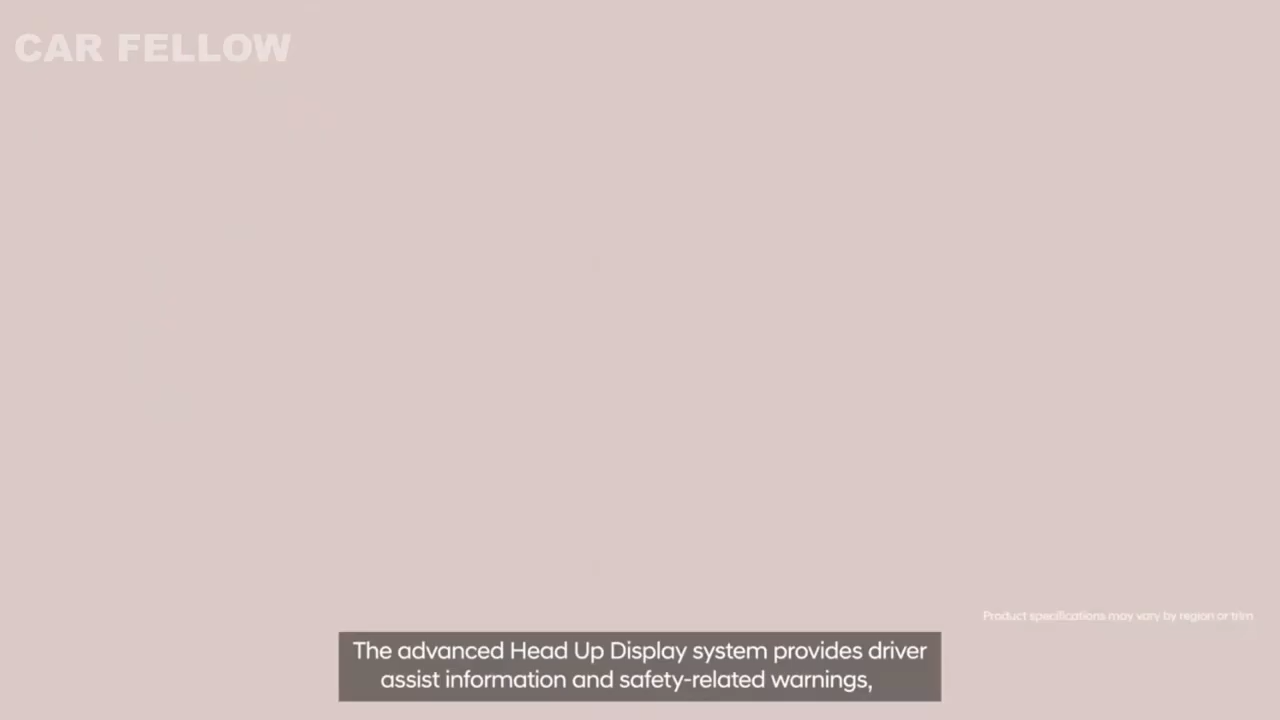 CAR FELLOW
Product specifications may vary by region or trim
The advanced Head Up Display system provides driver
assist information and safety-related warnings,